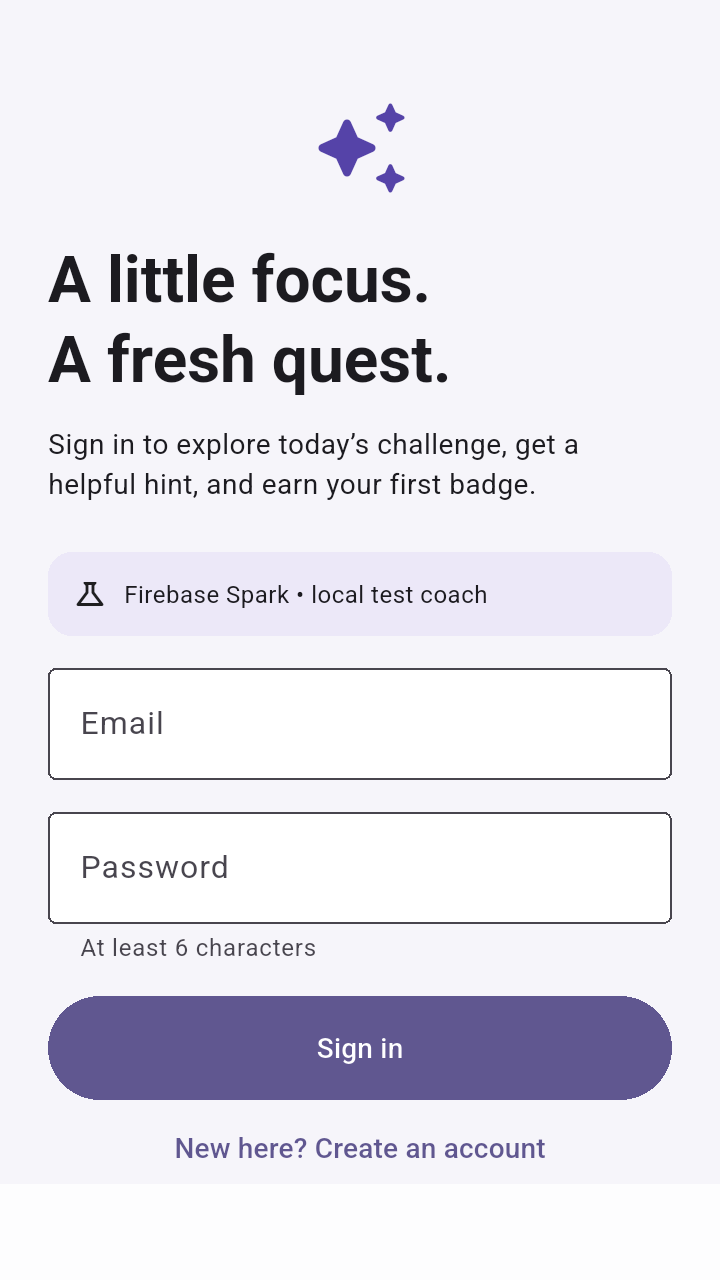 A little focus.
A fresh quest.
Sign in to explore today’s challenge, get a
helpful hint, and earn your first badge.
Firebase Spark • local test coach
Email
Password
At least 6 characters
Sign in
New here? Create an account